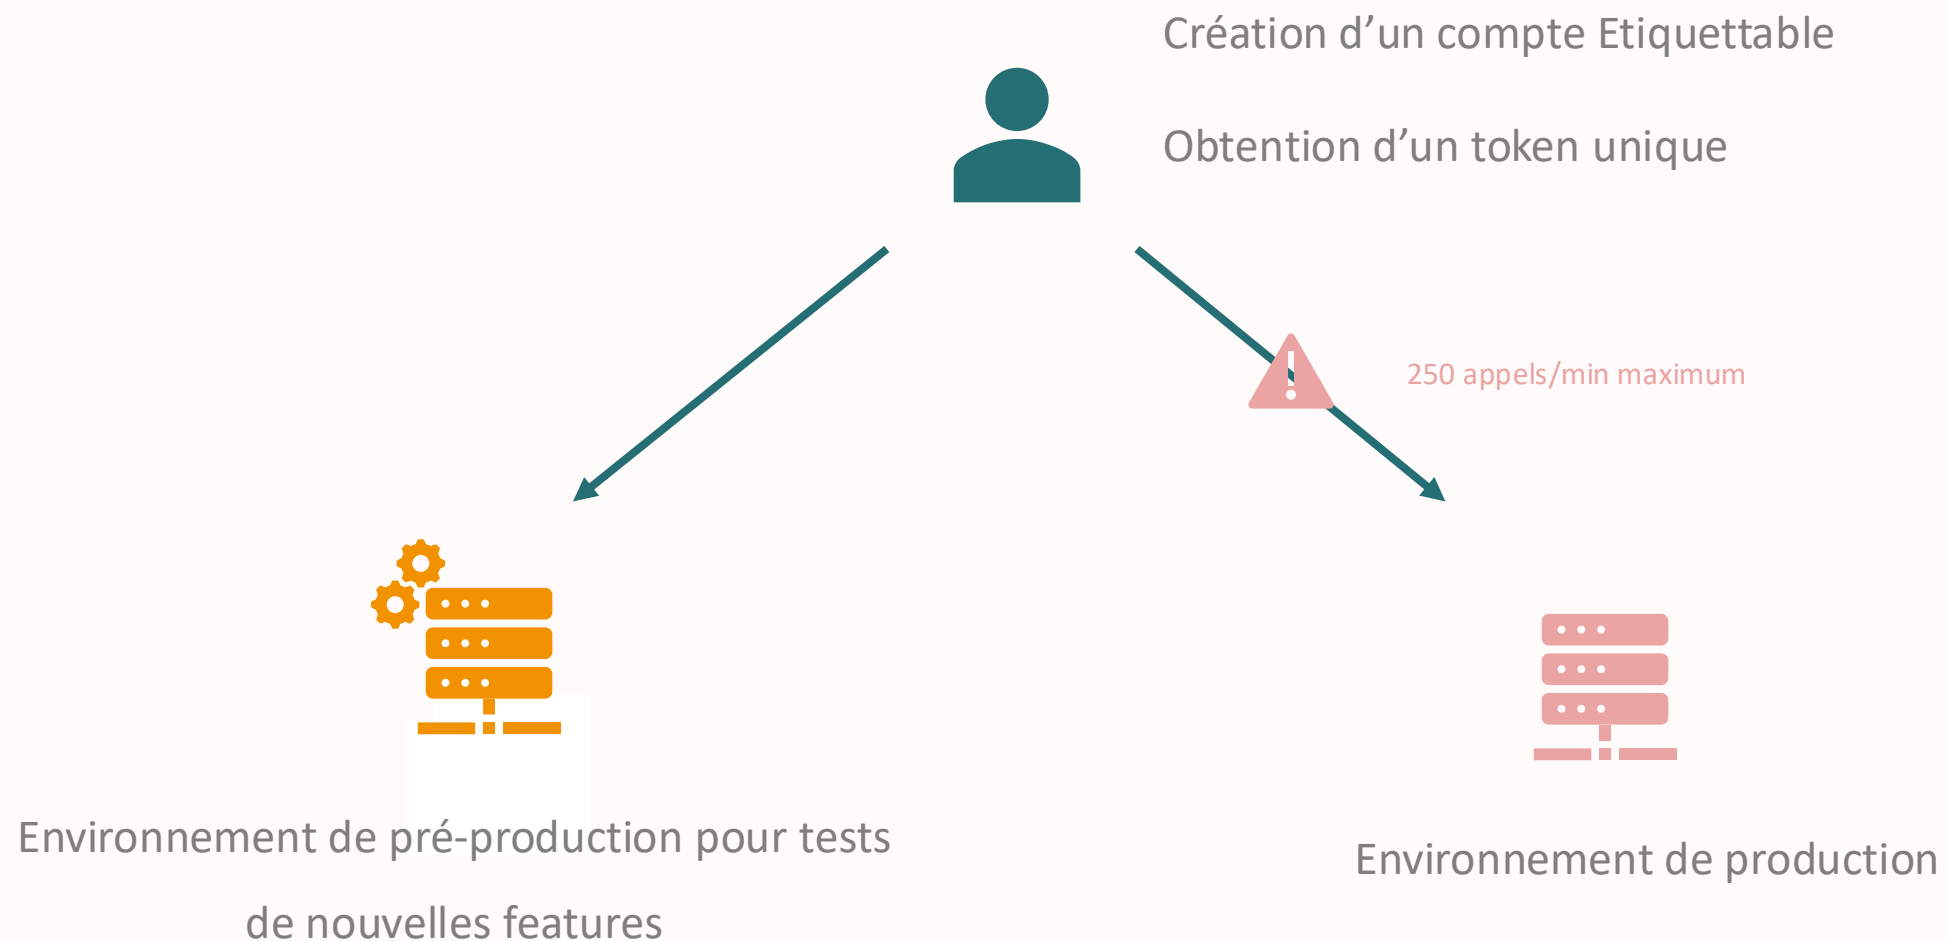 Création d’un compte Etiquettable
Obtention d’un token unique
250 appels/min maximum
Environnement de pré-production pour tests
de nouvelles features
Environnement de production